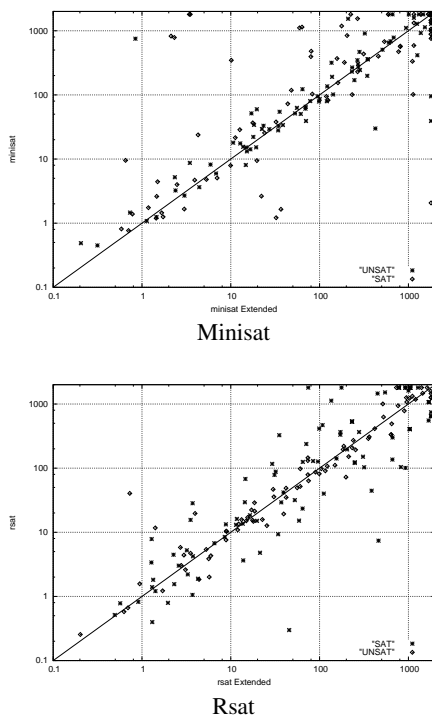 1000
100
10
1
0.1
minisat
"UNSAT"
"SAT"
0.1 1 10 100 1000
minisat Extended
Minisat
1000
100
10
1
0.1
rsat
"SAT"
"UNSAT"
0.1 1 10 100 1000
rsat Extended
Rsat